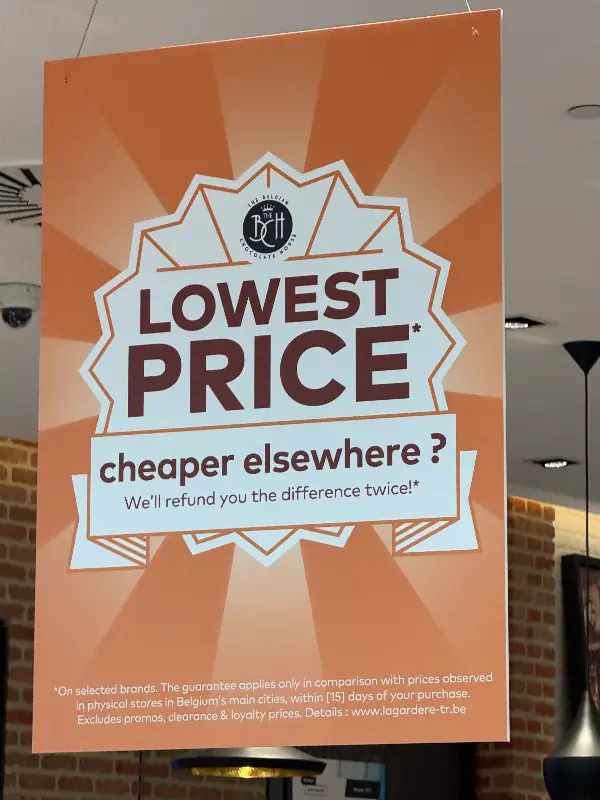 THE BELGIAN
THE
BCH
CHOCOLATE HOUSE
LOWEST
PRICE*
cheaper elsewhere ?
We'll refund you the difference twice!*
*On selected brands. The guarantee applies only in comparison with prices observed
in physical stores in Belgium's main cities, within [15] days of your purchase.
Excludes promos, clearance & loyalty prices. Details : www.lagardere-tr.be